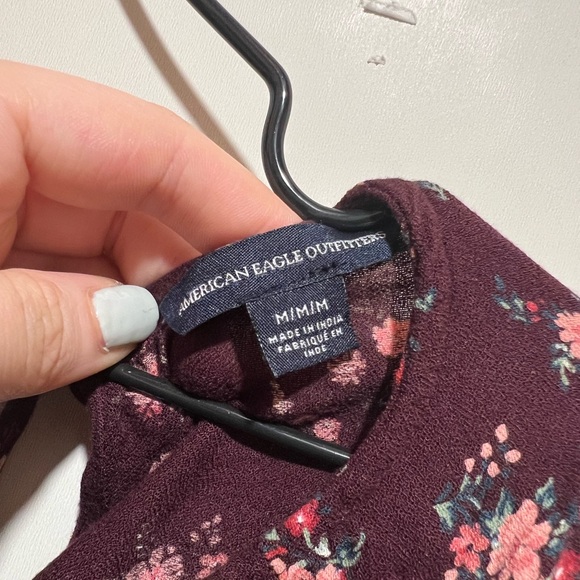 AMERICAN EAGLE OUTFITTERS
M/M/M
MADE IN INDIA
FABRIQUÉ EN
INDE